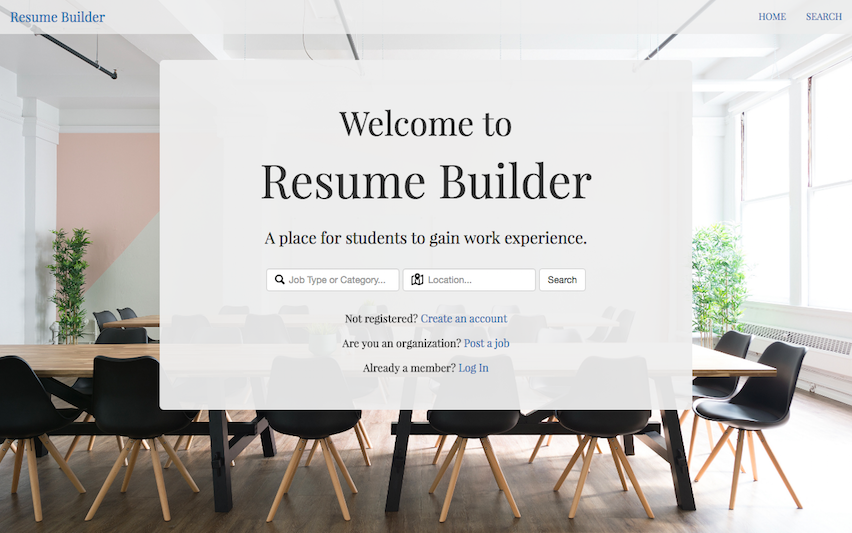 Resume Builder
HOME SEARCH
Welcome to
Resume Builder
A place for students to gain work experience.
Job Type or Category... Location... Search
Not registered? Create an account
Are you an organization? Post a job
Already a member? Log In